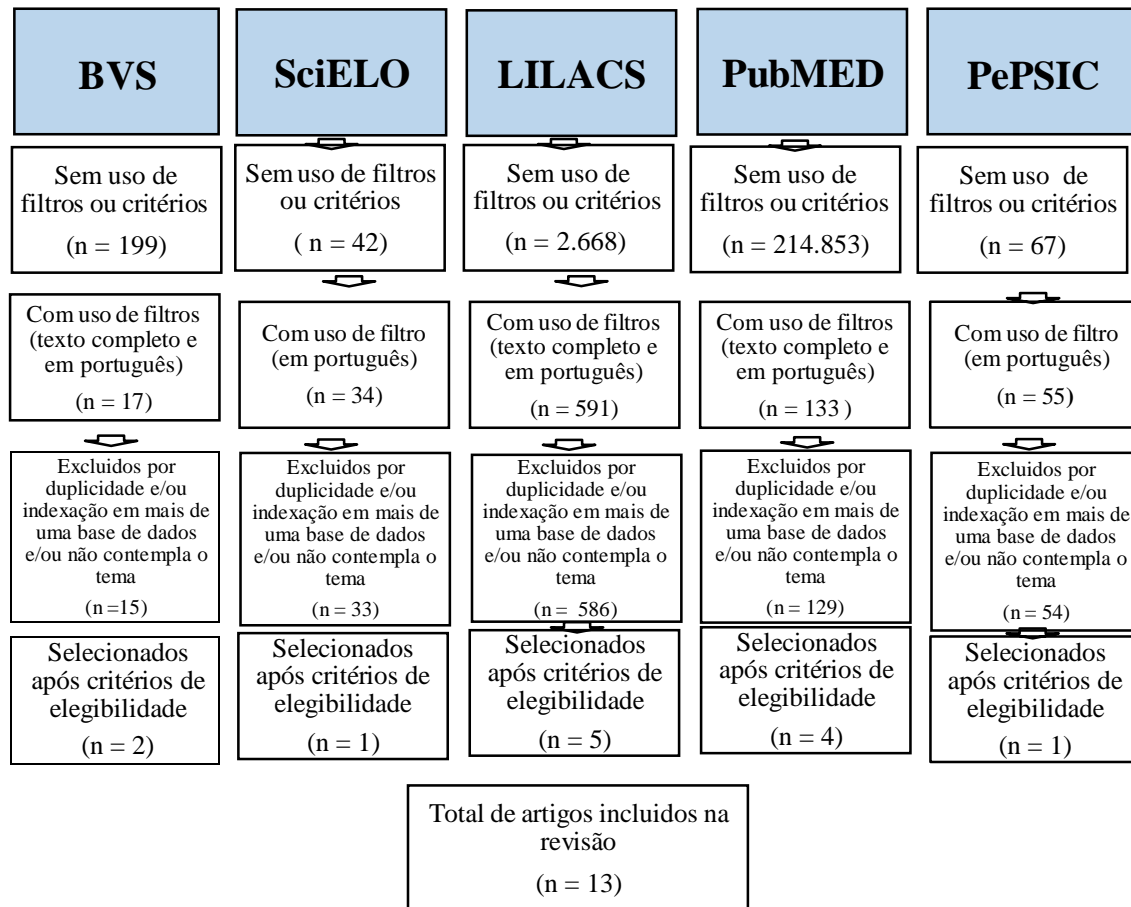 BVS
Sem uso de
filtros ou critérios
(n = 199)
Com uso de filtros
(texto completo e
em português)
(n = 17)
Excluidos por
duplicidade e/ou
indexação em mais de
uma base de dados
e/ou não contempla o
tema
(n =15)
Selecionados
após critérios de
elegibilidade
(n = 2)
SciELO
Sem uso de filtros
ou critérios
( n = 42)
Com uso de filtro
(em português)
(n = 34)
Excluidos por
duplicidade e/ou
indexação em mais de
uma base de dados
e/ou não contempla o
tema
(n = 33)
Selecionados
após critérios de
elegibilidade
(n = 1)
LILACS
Sem uso de
filtros ou critérios
(n = 2.668)
Com uso de filtros
(texto completo e
em português)
n = 591)
Excluidos por
duplicidade e/ou
indexação em mais de
uma base de dados
e/ou não contempla o
tema
(n = 586)
Selecionados
após critérios de
elegibilidade
(n = 5)
PubMED
Sem uso de
filtros ou critérios
(n = 214.853)
Com uso de filtros
(texto completo e
em português)
(n = 133 )
Excluidos por
duplicidade e/ou
indexação em mais de
uma base de dados
e/ou não contempla o
tema
(n = 129)
Selecionados
após critérios de
elegibilidade
(n = 4)
PePSIC
Sem uso de
filtros ou critérios
(n = 67)
Com uso de filtro
(em português)
(n = 55)
Excluidos por
duplicidade e/ou
indexação em mais de
uma base de dados
e/ou não contempla o
tema
(n = 54)
Selecionados
após critérios de
elegibilidade
(n = 1)
Total de artigos incluidos na
revisão
(n = 13)